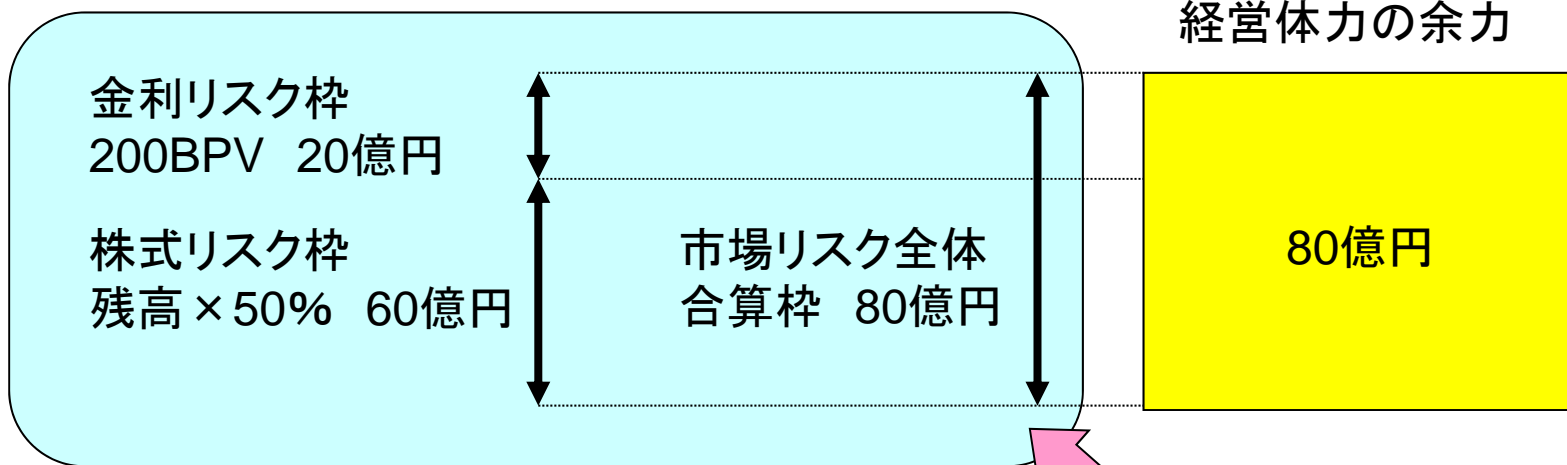 経営体力の余力
金利リスク枠
200BPV 20億円
株式リスク枠
残高×50% 60億円
市場リスク全体
合算枠 80億円
80億円